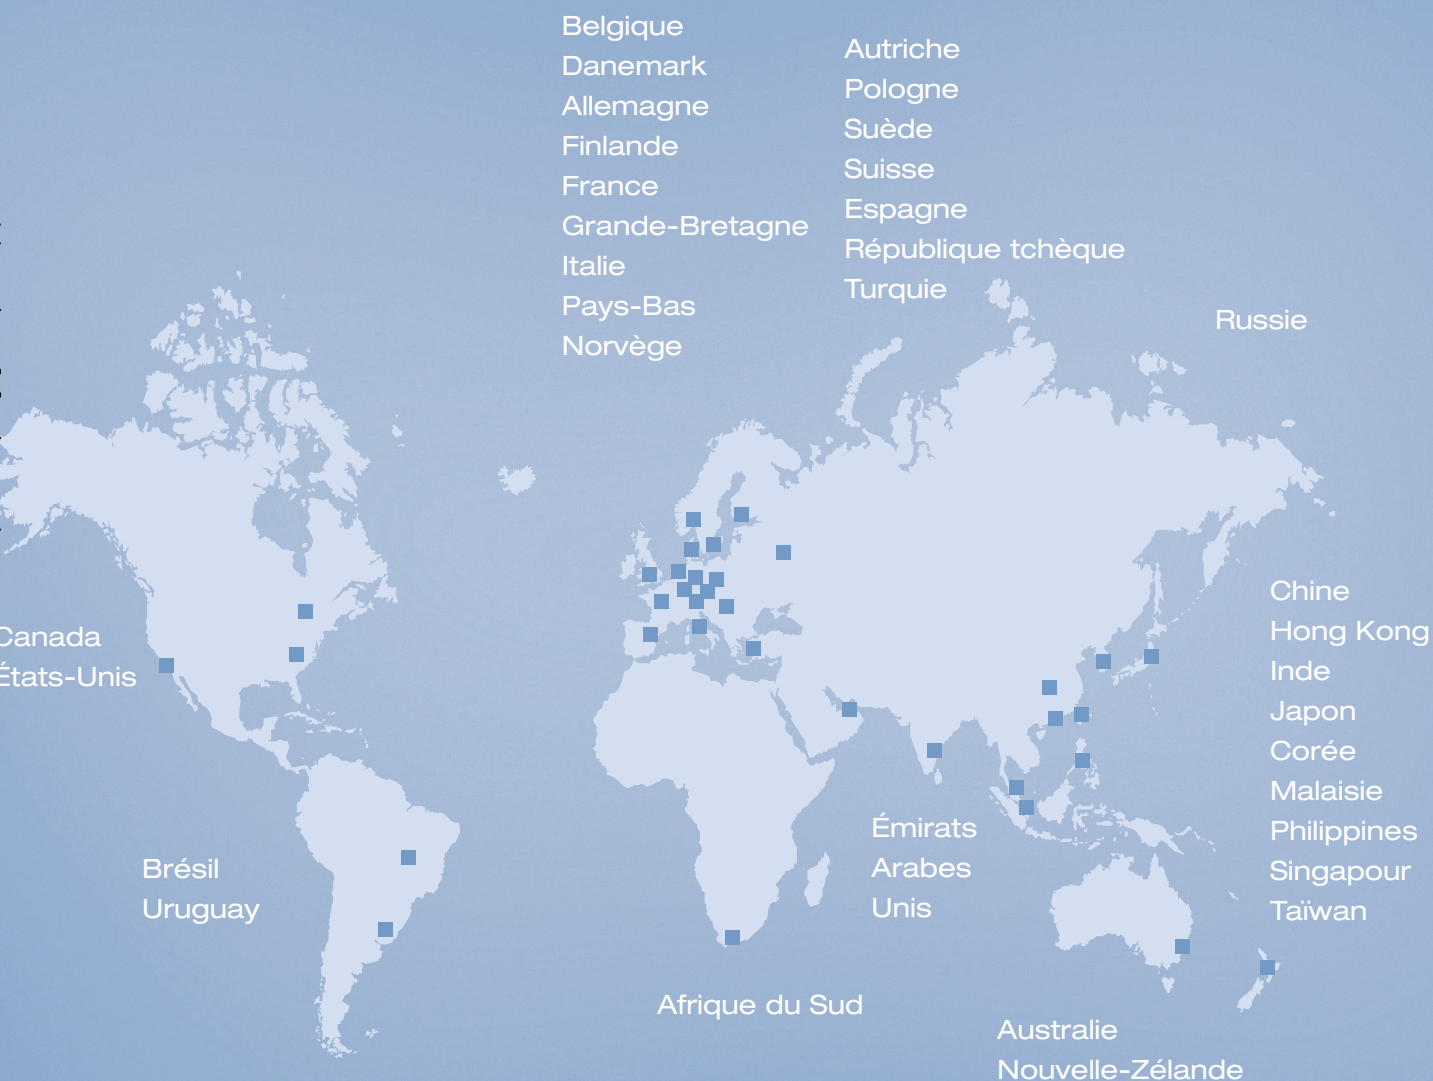 Belgique
Danemark
Allemagne
Finlande
France
Grande-Bretagne
Italie
Pays-Bas
Norvège
Autriche
Pologne
Suède
Suisse
Espagne
République tchèque
Turquie
Russie
Canada
États-Unis
Chine
Hong Kong
Inde
Japon
Corée
Malaisie
Philippines
Singapour
Taïwan
Brésil
Uruguay
Émirats
Arabes
Unis
Afrique du Sud
Australie
Nouvelle-Zélande